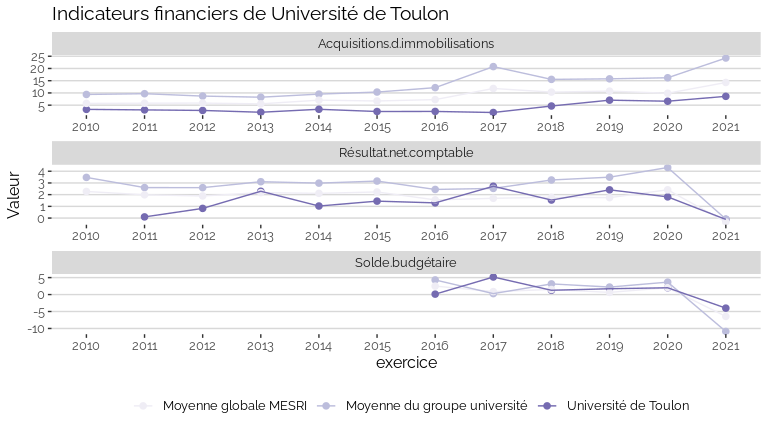 Indicateurs financiers de Université de Toulon
Acquisitions.d.immobilisations
25
20
15
10
5
2010 2011 2012 2013 2014 2015 2016 2017 2018 2019 2020 2021
Résultat.net.comptable
4
3
2
1
0
2010 2011 2012 2013 2014 2015 2016 2017 2018 2019 2020 2021
Solde.budgétaire
5
0
-5
-10
2010 2011 2012 2013 2014 2015 2016 2017 2018 2019 2020 2021
Valeur
exercice
Moyenne globale MESRI Moyenne du groupe université Université de Toulon